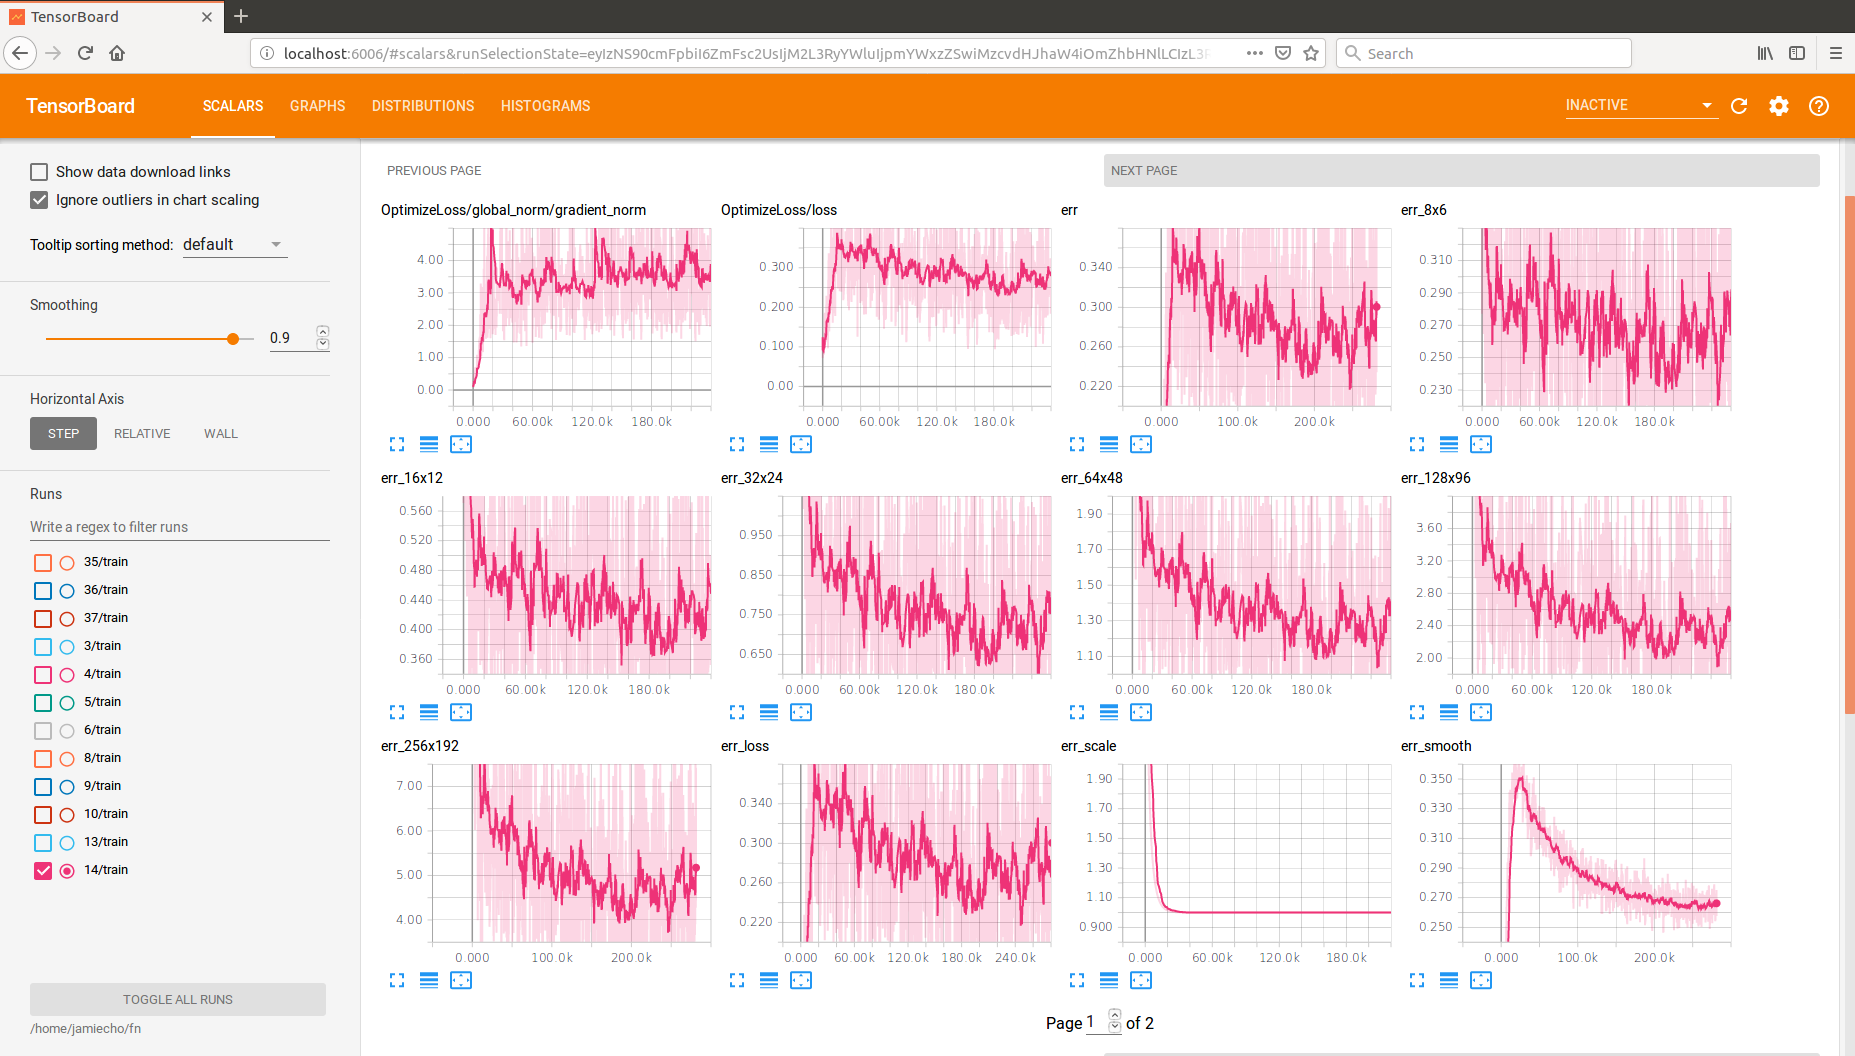 TensorBoard
localhost:6006/#scalars&runSelectionState=eyIzNS90cmFpbiI6ZmFsc2UsIjM2L3RyYWluIjpmYWxzZSwiMzcvdHJhaW4iOmZhbHNlLCIzL3R
Search
TensorBoard
SCALARS
GRAPHS
DISTRIBUTIONS
HISTOGRAMS
INACTIVE
Show data download links
Ignore outliers in chart scaling
Tooltip sorting method: default
Smoothing
0.9
Horizontal Axis
STEP RELATIVE WALL
Runs
Write a regex to filter runs
35/train
36/train
37/train
3/train
4/train
5/train
6/train
8/train
9/train
10/train
13/train
14/train
TOGGLE ALL RUNS
/home/jamiecho/fn
PREVIOUS PAGE
NEXT PAGE
OptimizeLoss/global_norm/gradient_norm
4.00
3.00
2.00
1.00
0.00
0.000 60.00k 120.0k 180.0k
OptimizeLoss/loss
0.300
0.200
0.100
0.00
0.000 60.00k 120.0k 180.0k
err
0.340
0.300
0.260
0.220
0.000 100.0k 200.0k
err_8x6
0.310
0.290
0.270
0.250
0.230
0.000 60.00k 120.0k 180.0k
err_16x12
0.560
0.520
0.480
0.440
0.400
0.360
0.000 60.00k 120.0k 180.0k
err_32x24
0.950
0.850
0.750
0.650
0.000 60.00k 120.0k 180.0k
err_64x48
1.90
1.70
1.50
1.30
1.10
0.000 60.00k 120.0k 180.0k
err_128x96
3.60
3.20
2.80
2.40
2.00
0.000 60.00k 120.0k 180.0k
err_256x192
7.00
6.00
5.00
4.00
0.000 100.0k 200.0k
err_loss
0.340
0.300
0.260
0.220
0.000 60.00k 120.0k 180.0k 240.0k
err_scale
1.90
1.70
1.50
1.30
1.10
0.900
0.000 60.00k 120.0k 180.0k
err_smooth
0.350
0.330
0.310
0.290
0.270
0.250
0.000 100.0k 200.0k
Page 1 of 2